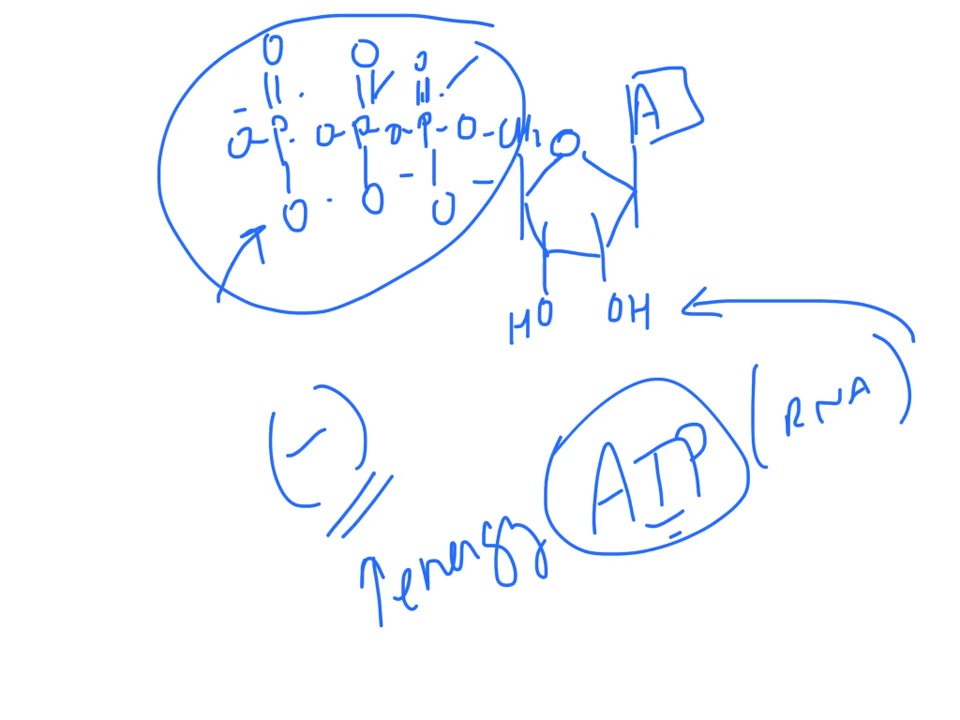 O O O
O⁻ P O P O P O - CH₂ O A
O O O
HO OH
(-) ATP (RNA)
↑energy